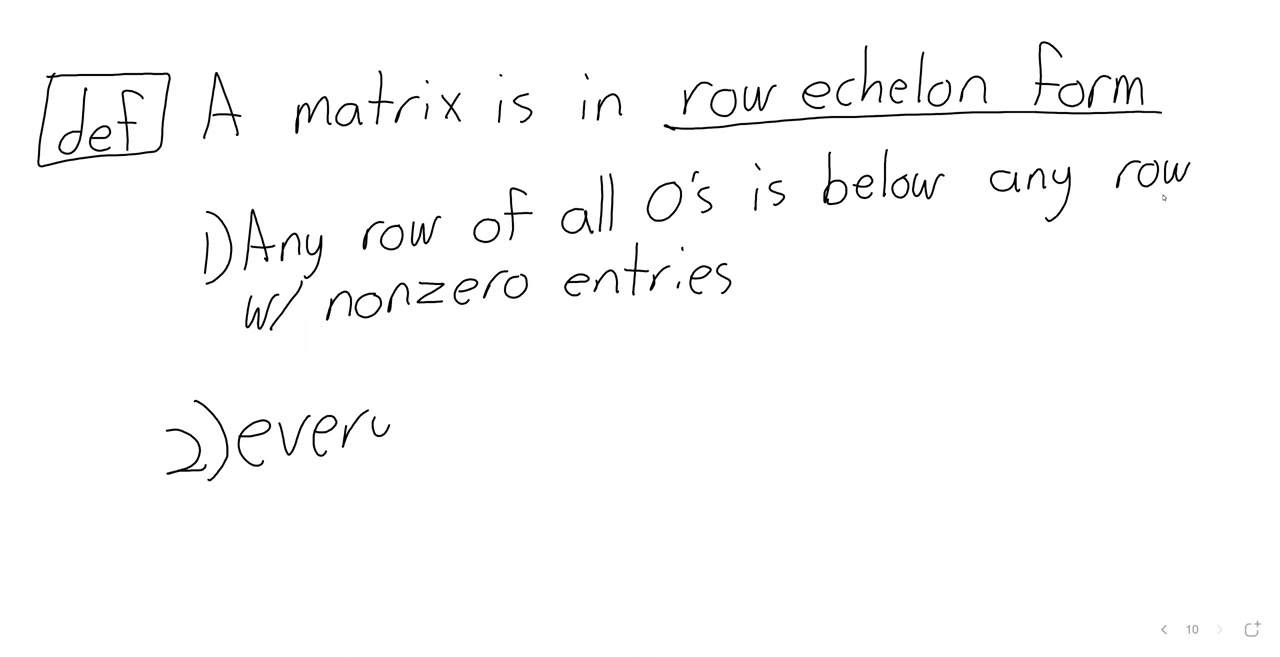 def A matrix is in row echelon form
1) Any row of all 0's is below any row
w/ nonzero entries
2) ever
10